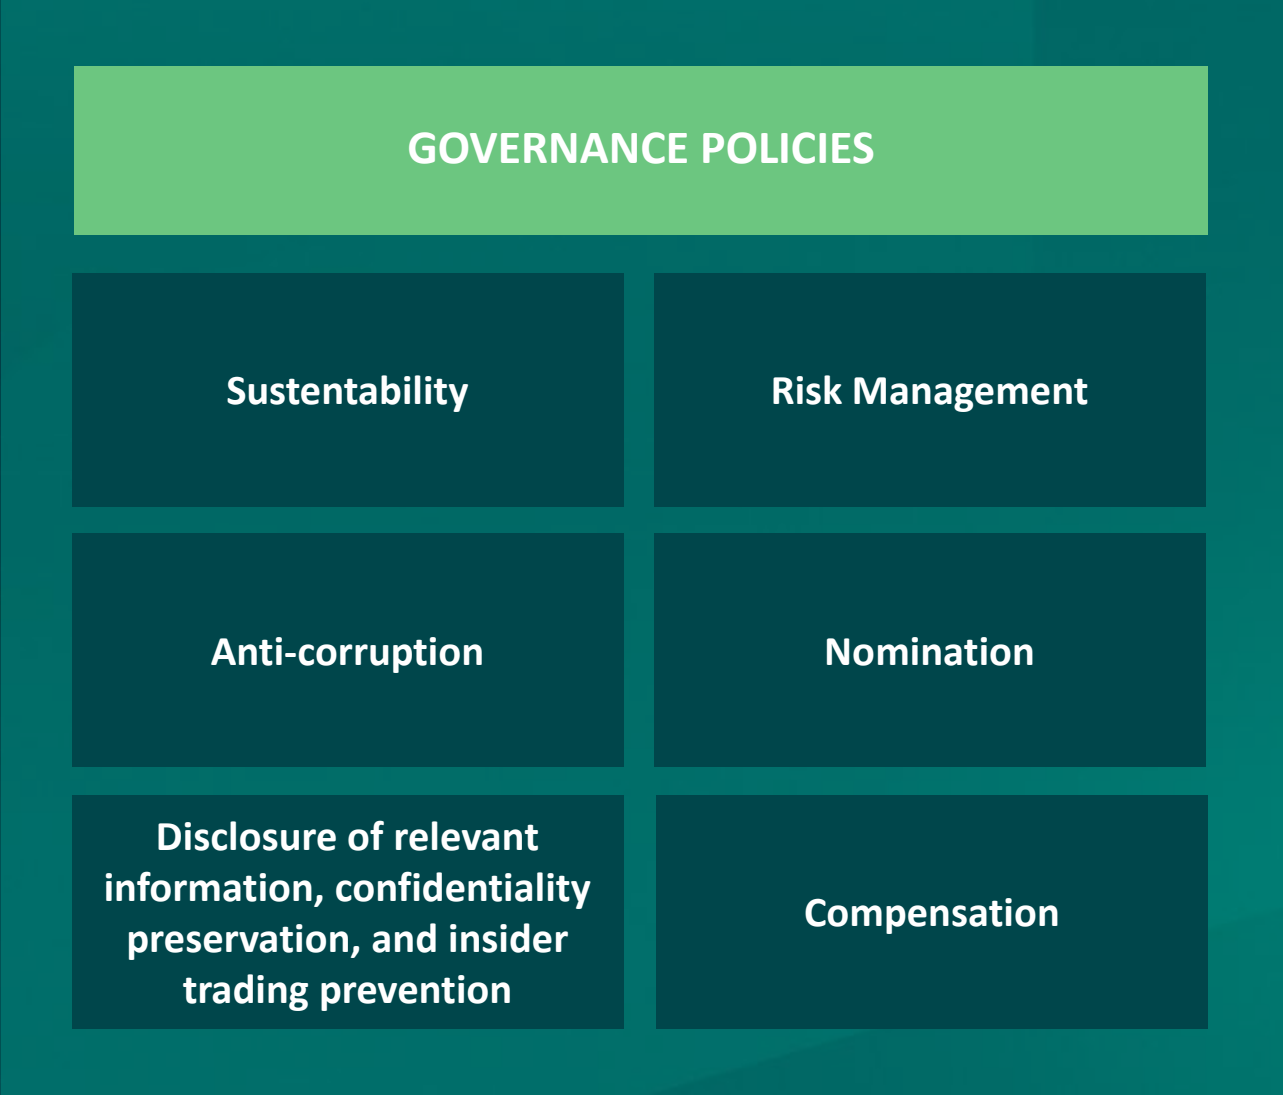 GOVERNANCE POLICIES
Sustentability
Risk Management
Anti-corruption
Nomination
Disclosure of relevant
information, confidentiality
preservation, and insider
trading prevention
Compensation